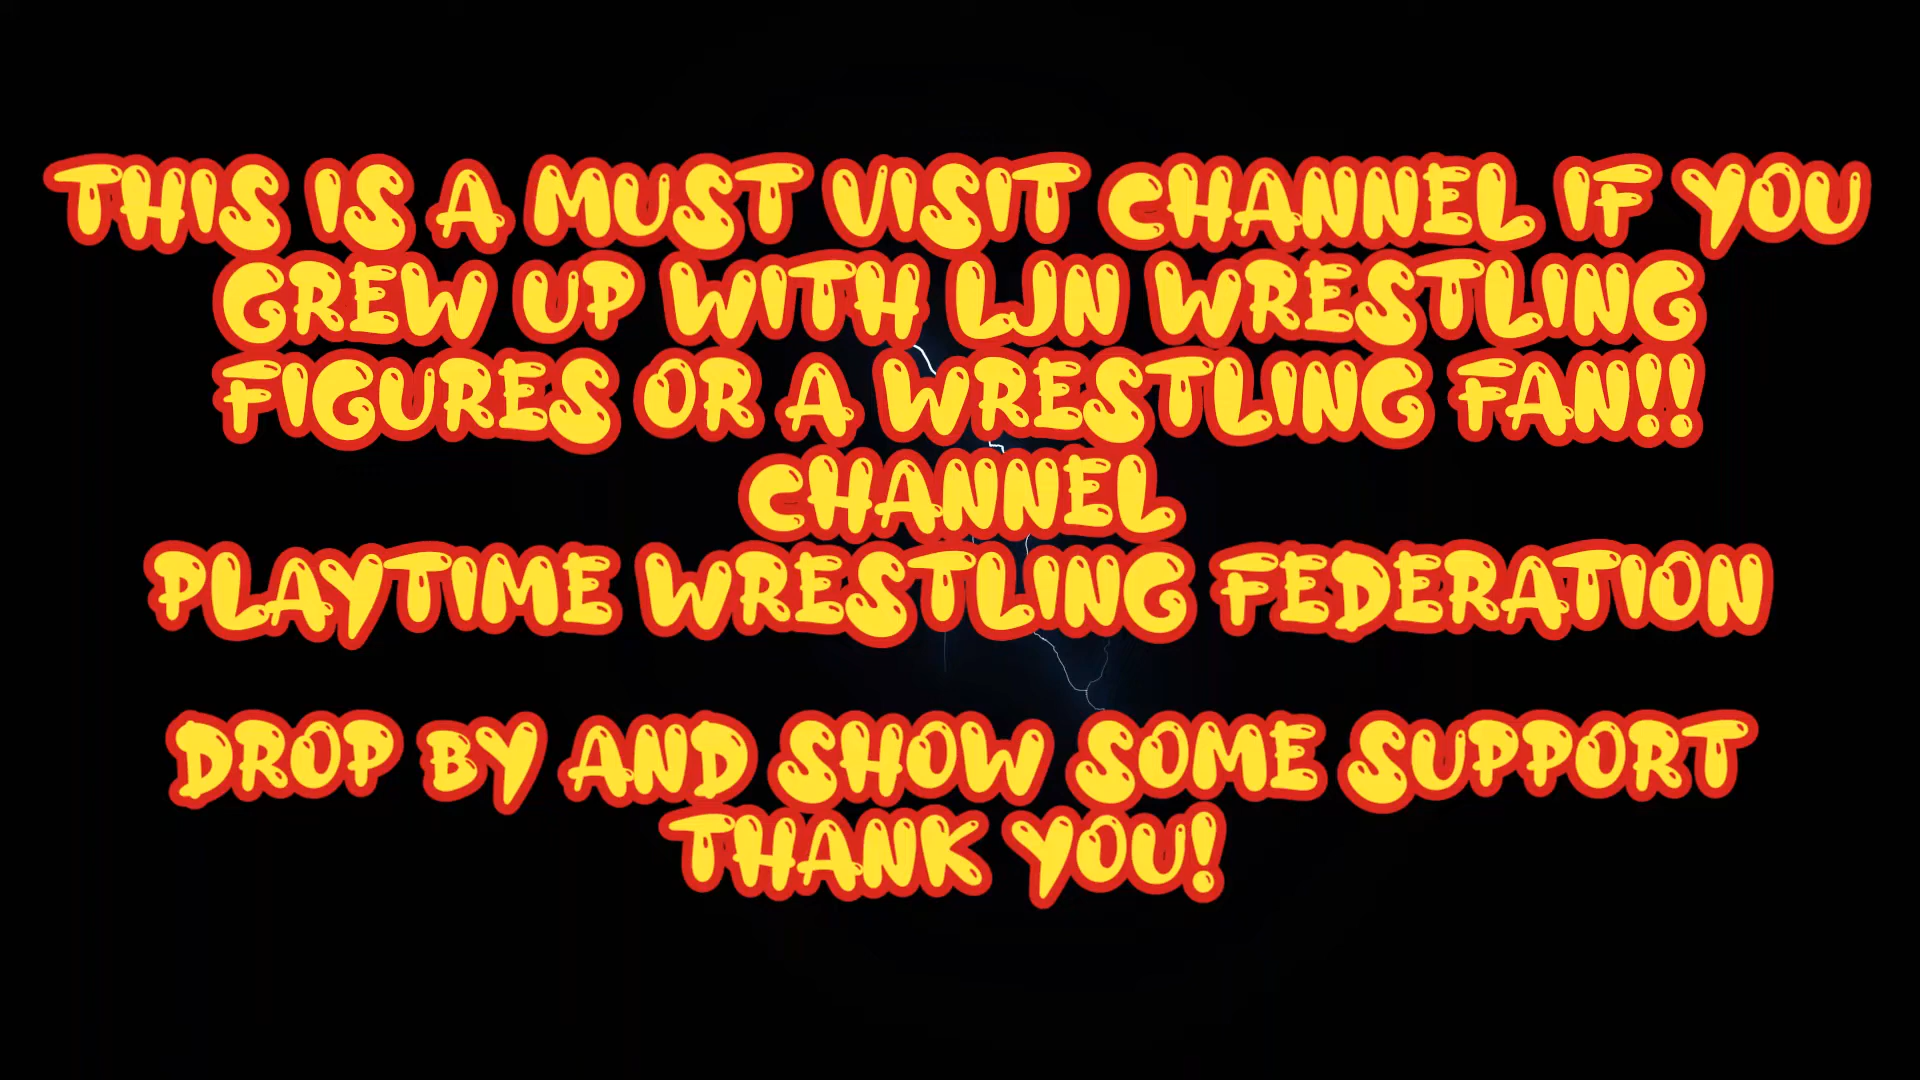 THIS IS A MUST VISIT CHANNEL IF YOU
GREW UP WITH LJN WRESTLING
FIGURES OR A WRESTLING FAN!!
CHANNEL
PLAYTIME WRESTLING FEDERATION
DROP BY AND SHOW SOME SUPPORT
THANK YOU!